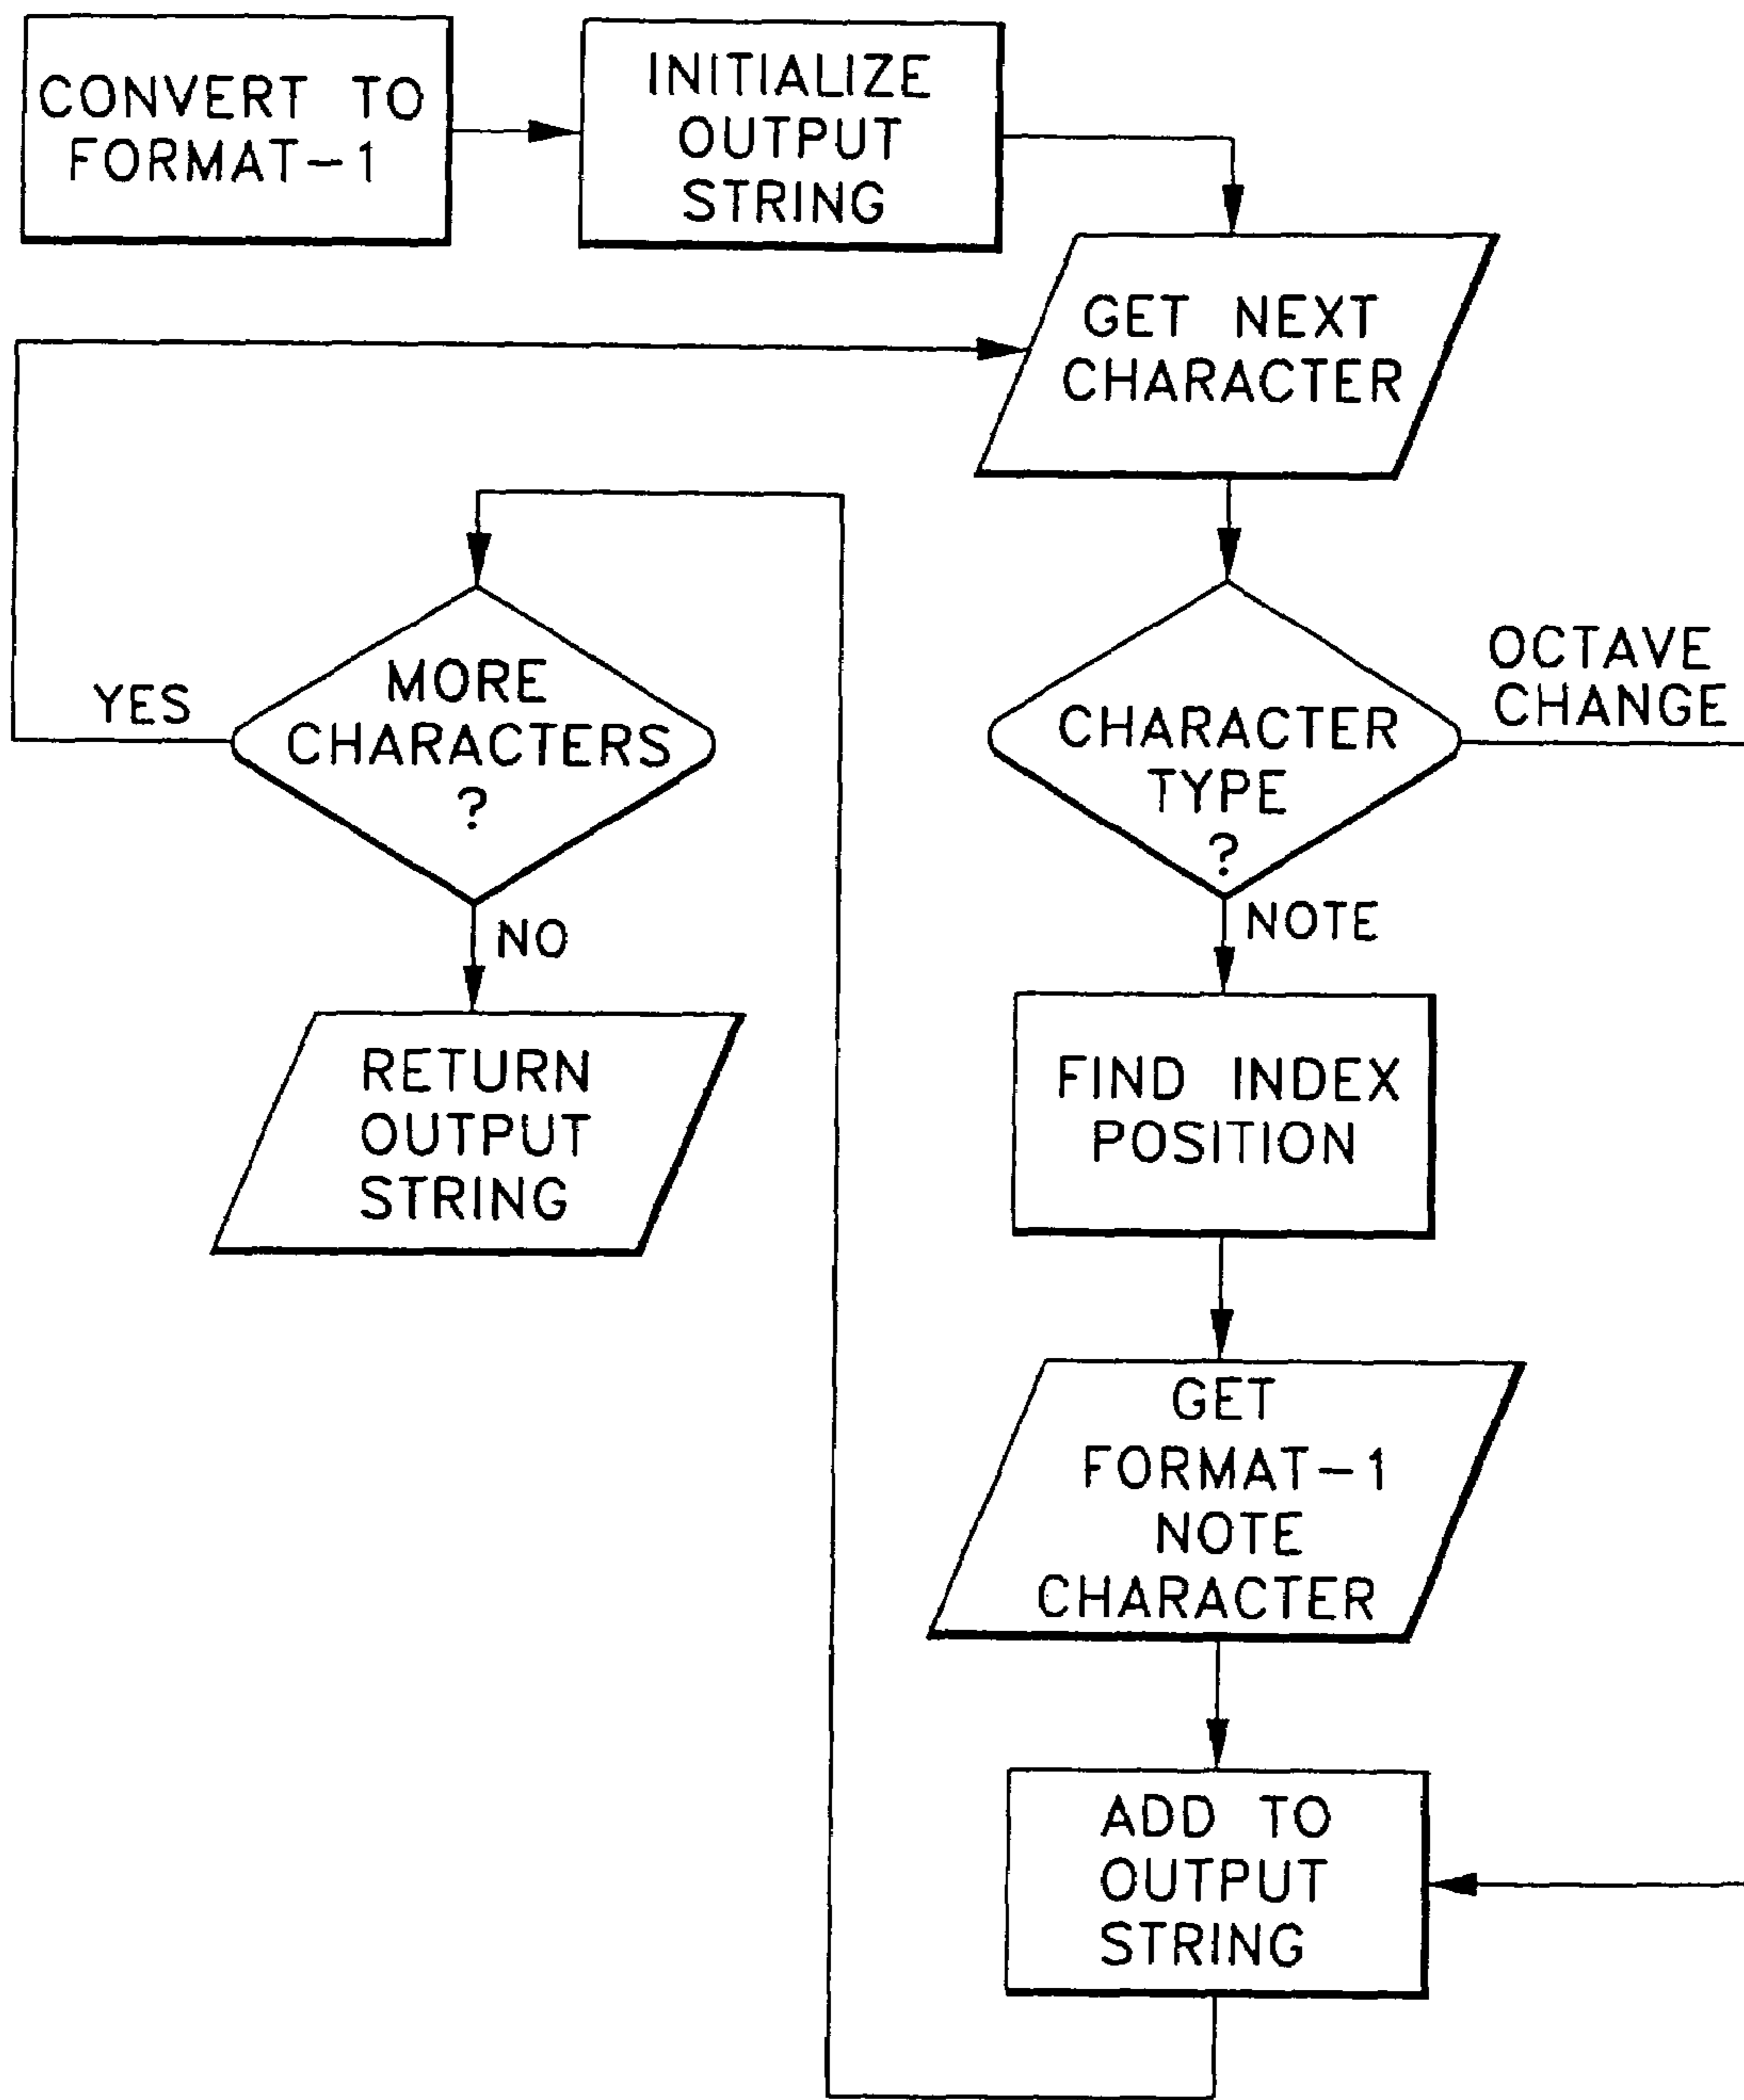 CONVERT TO
FORMAT-1
INITIALIZE
OUTPUT
STRING
GET NEXT
CHARACTER
CHARACTER
TYPE
?
OCTAVE
CHANGE
NOTE
FIND INDEX
POSITION
GET
FORMAT-1
NOTE
CHARACTER
ADD TO
OUTPUT
STRING
MORE
CHARACTERS
?
YES
NO
RETURN
OUTPUT
STRING